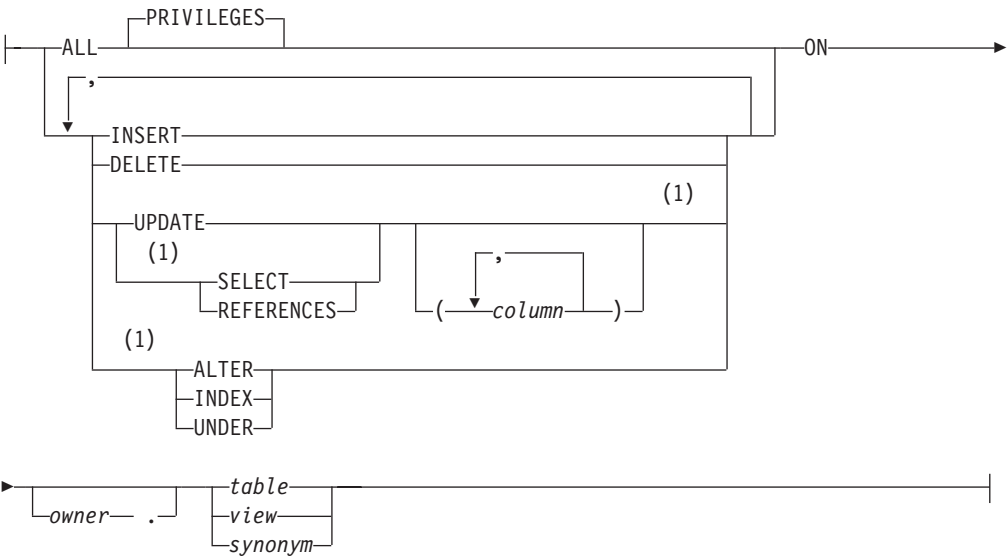 PRIVILEGES
ALL ON
,
INSERT
DELETE
(1)
UPDATE
(1) ,
SELECT
REFERENCES ( column )
(1)
ALTER
INDEX
UNDER
table
owner . view
synonym